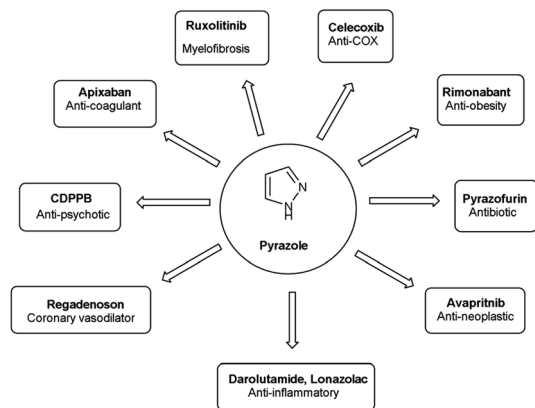 Ruxolitinib
Myelofibrosis
Celecoxib
Anti-COX
Apixaban
Anti-coagulant
Rimonabant
Anti-obesity
N
N
H
Pyrazole
CDPPB
Anti-psychotic
Pyrazofurin
Antibiotic
Regadenoson
Coronary vasodilator
Avapritnib
Anti-neoplastic
Darolutamide, Lonazolac
Anti-inflammatory